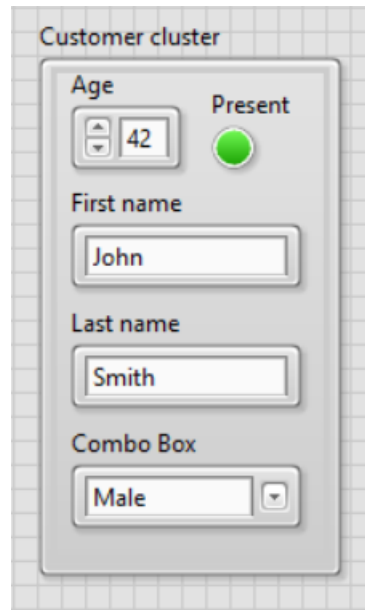 Customer cluster
Age
Present
42
First name
John
Last name
Smith
Combo Box
Male